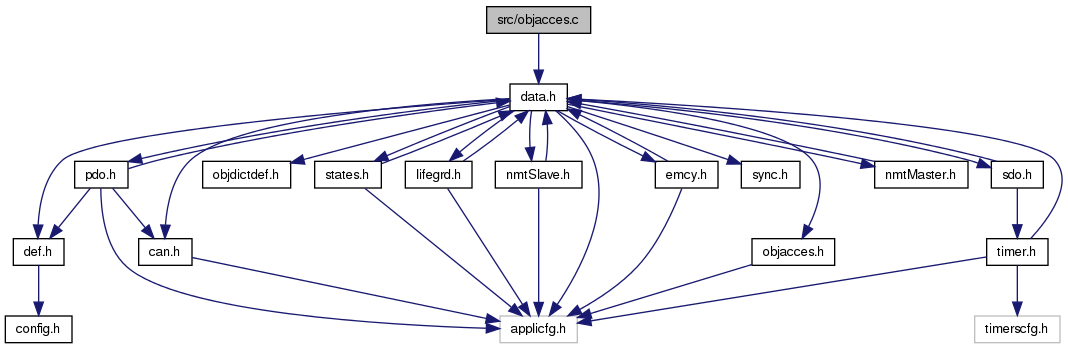 src/objacces.c
data.h
pdo.h
objdictdef.h
states.h
lifegrd.h
nmtSlave.h
emcy.h
sync.h
nmtMaster.h
sdo.h
def.h
can.h
objacces.h
timer.h
config.h
applicfg.h
timerscfg.h